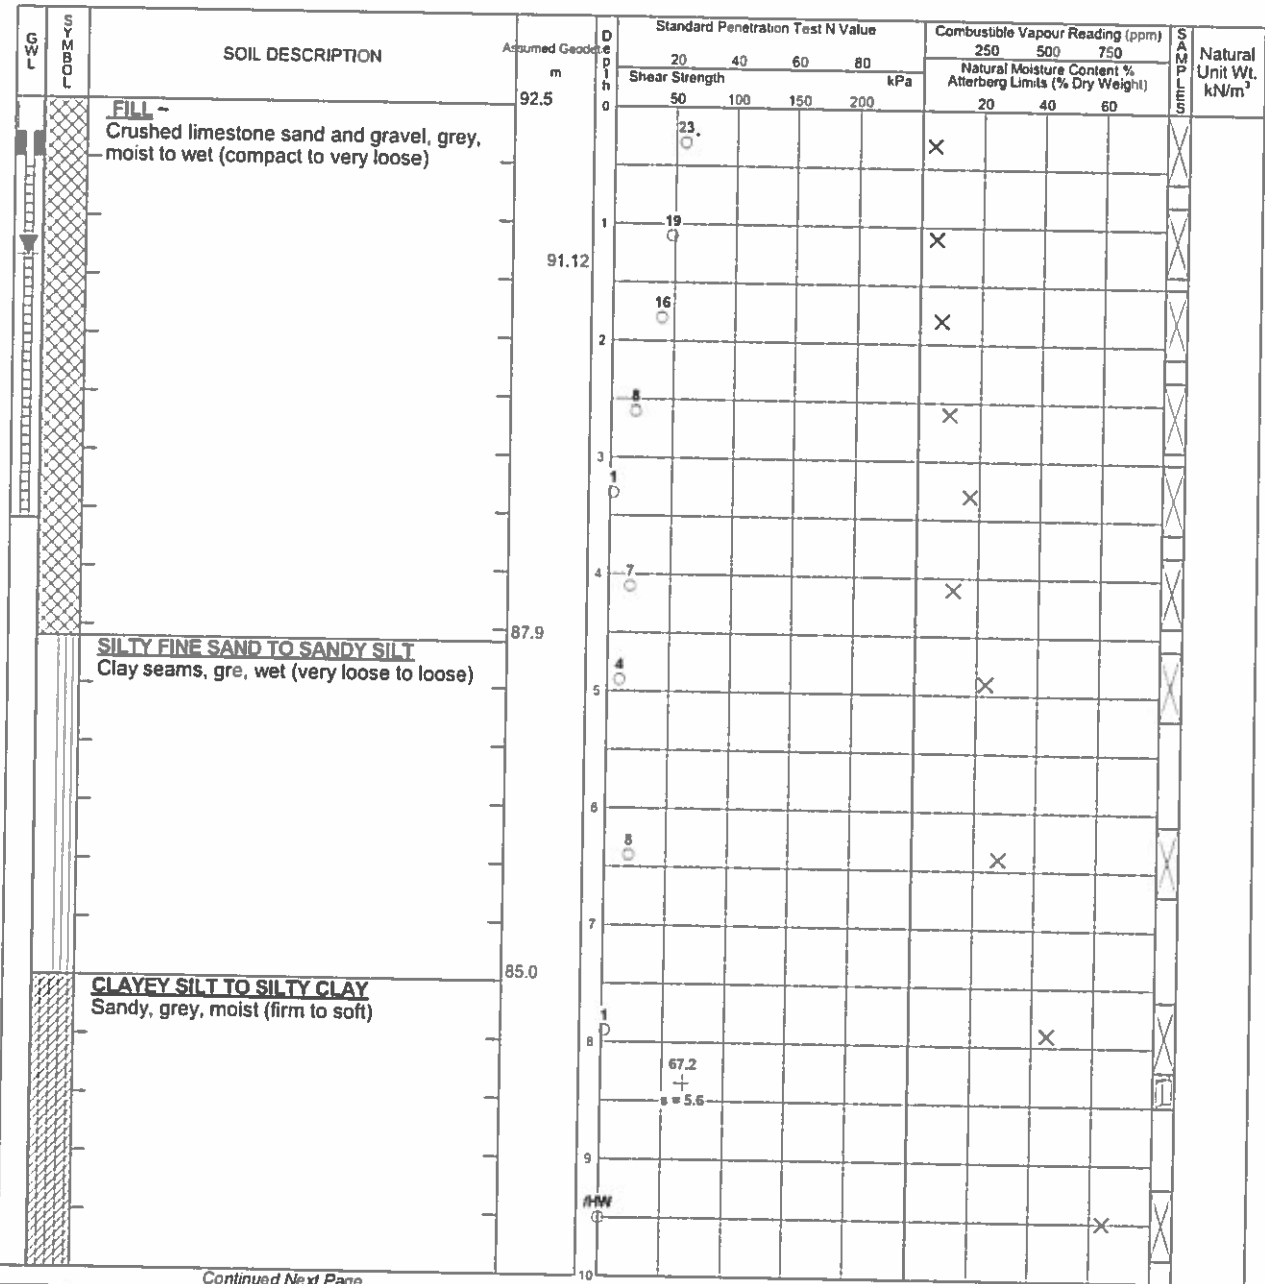 GWL
SYMBOL
SOIL DESCRIPTION
Assumed Geodetic
m
Depth
Standard Penetration Test N Value
20 40 60 80
Shear Strength kPa
50 100 150 200
Combustible Vapour Reading (ppm)
250 500 750
Natural Moisture Content %
Atterberg Limits (% Dry Weight)
20 40 60
SAMPLES
Natural
Unit Wt.
kN/m³
92.5
0
FILL ~
Crushed limestone sand and gravel, grey,
moist to wet (compact to very loose)
23
1
19
91.12
16
2
8
3
1
4
7
87.9
SILTY FINE SAND TO SANDY SILT
Clay seams, gre, wet (very loose to loose)
4
5
6
7
85.0
CLAYEY SILT TO SILTY CLAY
Sandy, grey, moist (firm to soft)
1
8
67.2
s = 5.6
9
HW
10
Continued Next Page